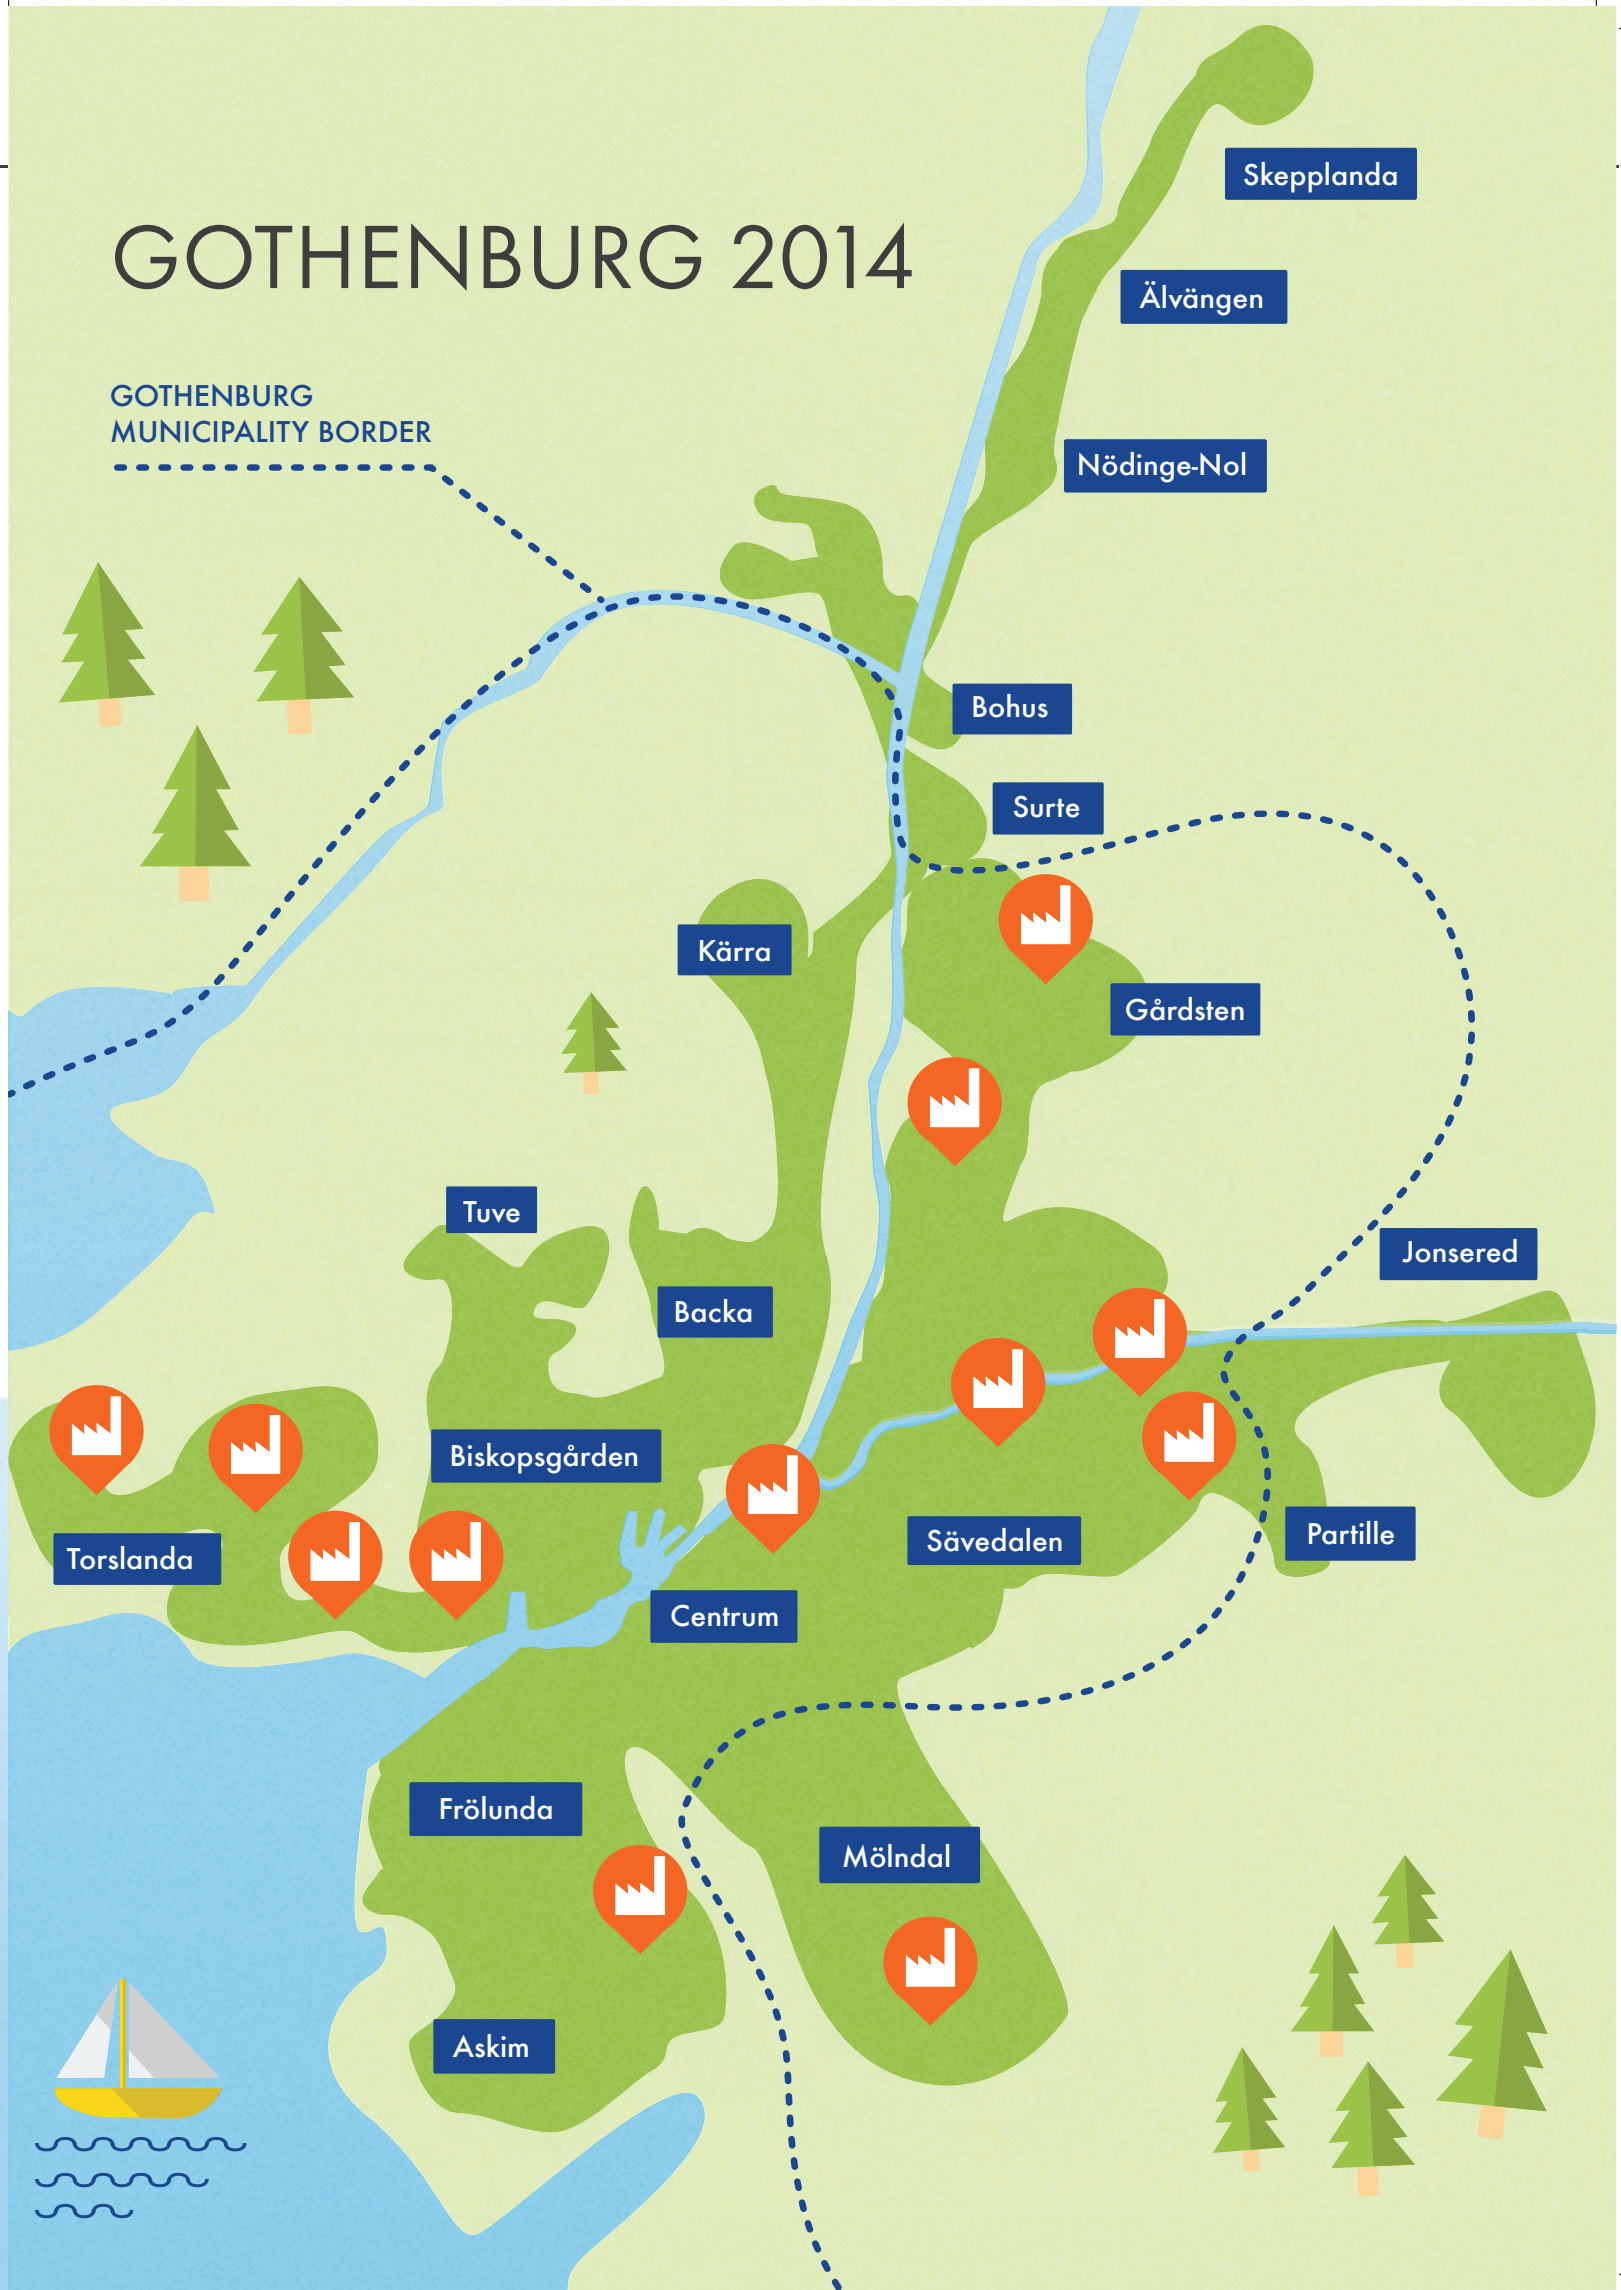 Skepplanda
GOTHENBURG 2014
Älvängen
GOTHENBURG
MUNICIPALITY BORDER
Nödinge-Nol
Bohus
Surte
Kärra
Gårdsten
Tuve
Jonsered
Backa
Biskopsgården
Sävedalen
Partille
Torslanda
Centrum
Frölunda
Mölndal
Askim